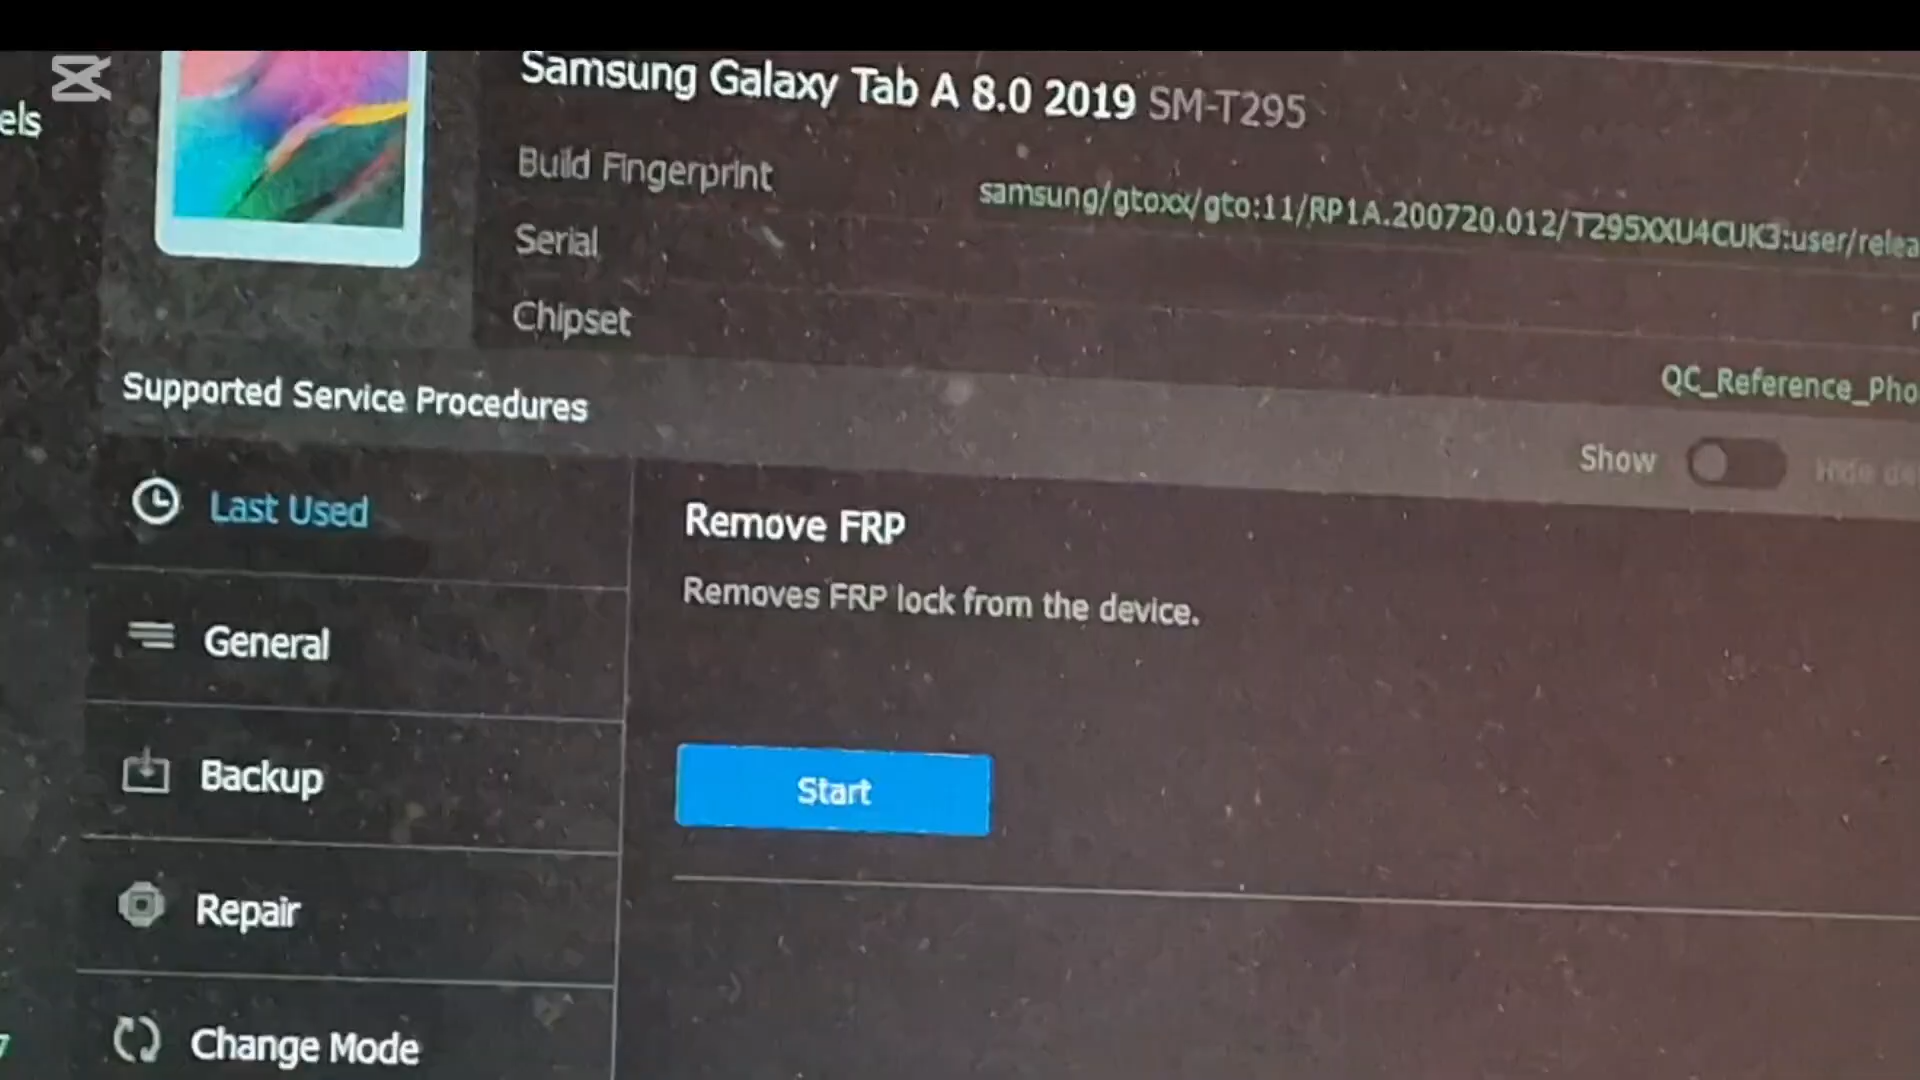 Samsung Galaxy Tab A 8.0 2019 SM-T295
els
Build Fingerprint
samsung/gtoxx/gto:11/RP1A.200720.012/T295XXU4CUK3:user/relea
Serial
Chipset
QC_Reference_Pho
Supported Service Procedures
Show
Hide de
Last Used
Remove FRP
Removes FRP lock from the device.
General
Start
Backup
Repair
Change Mode